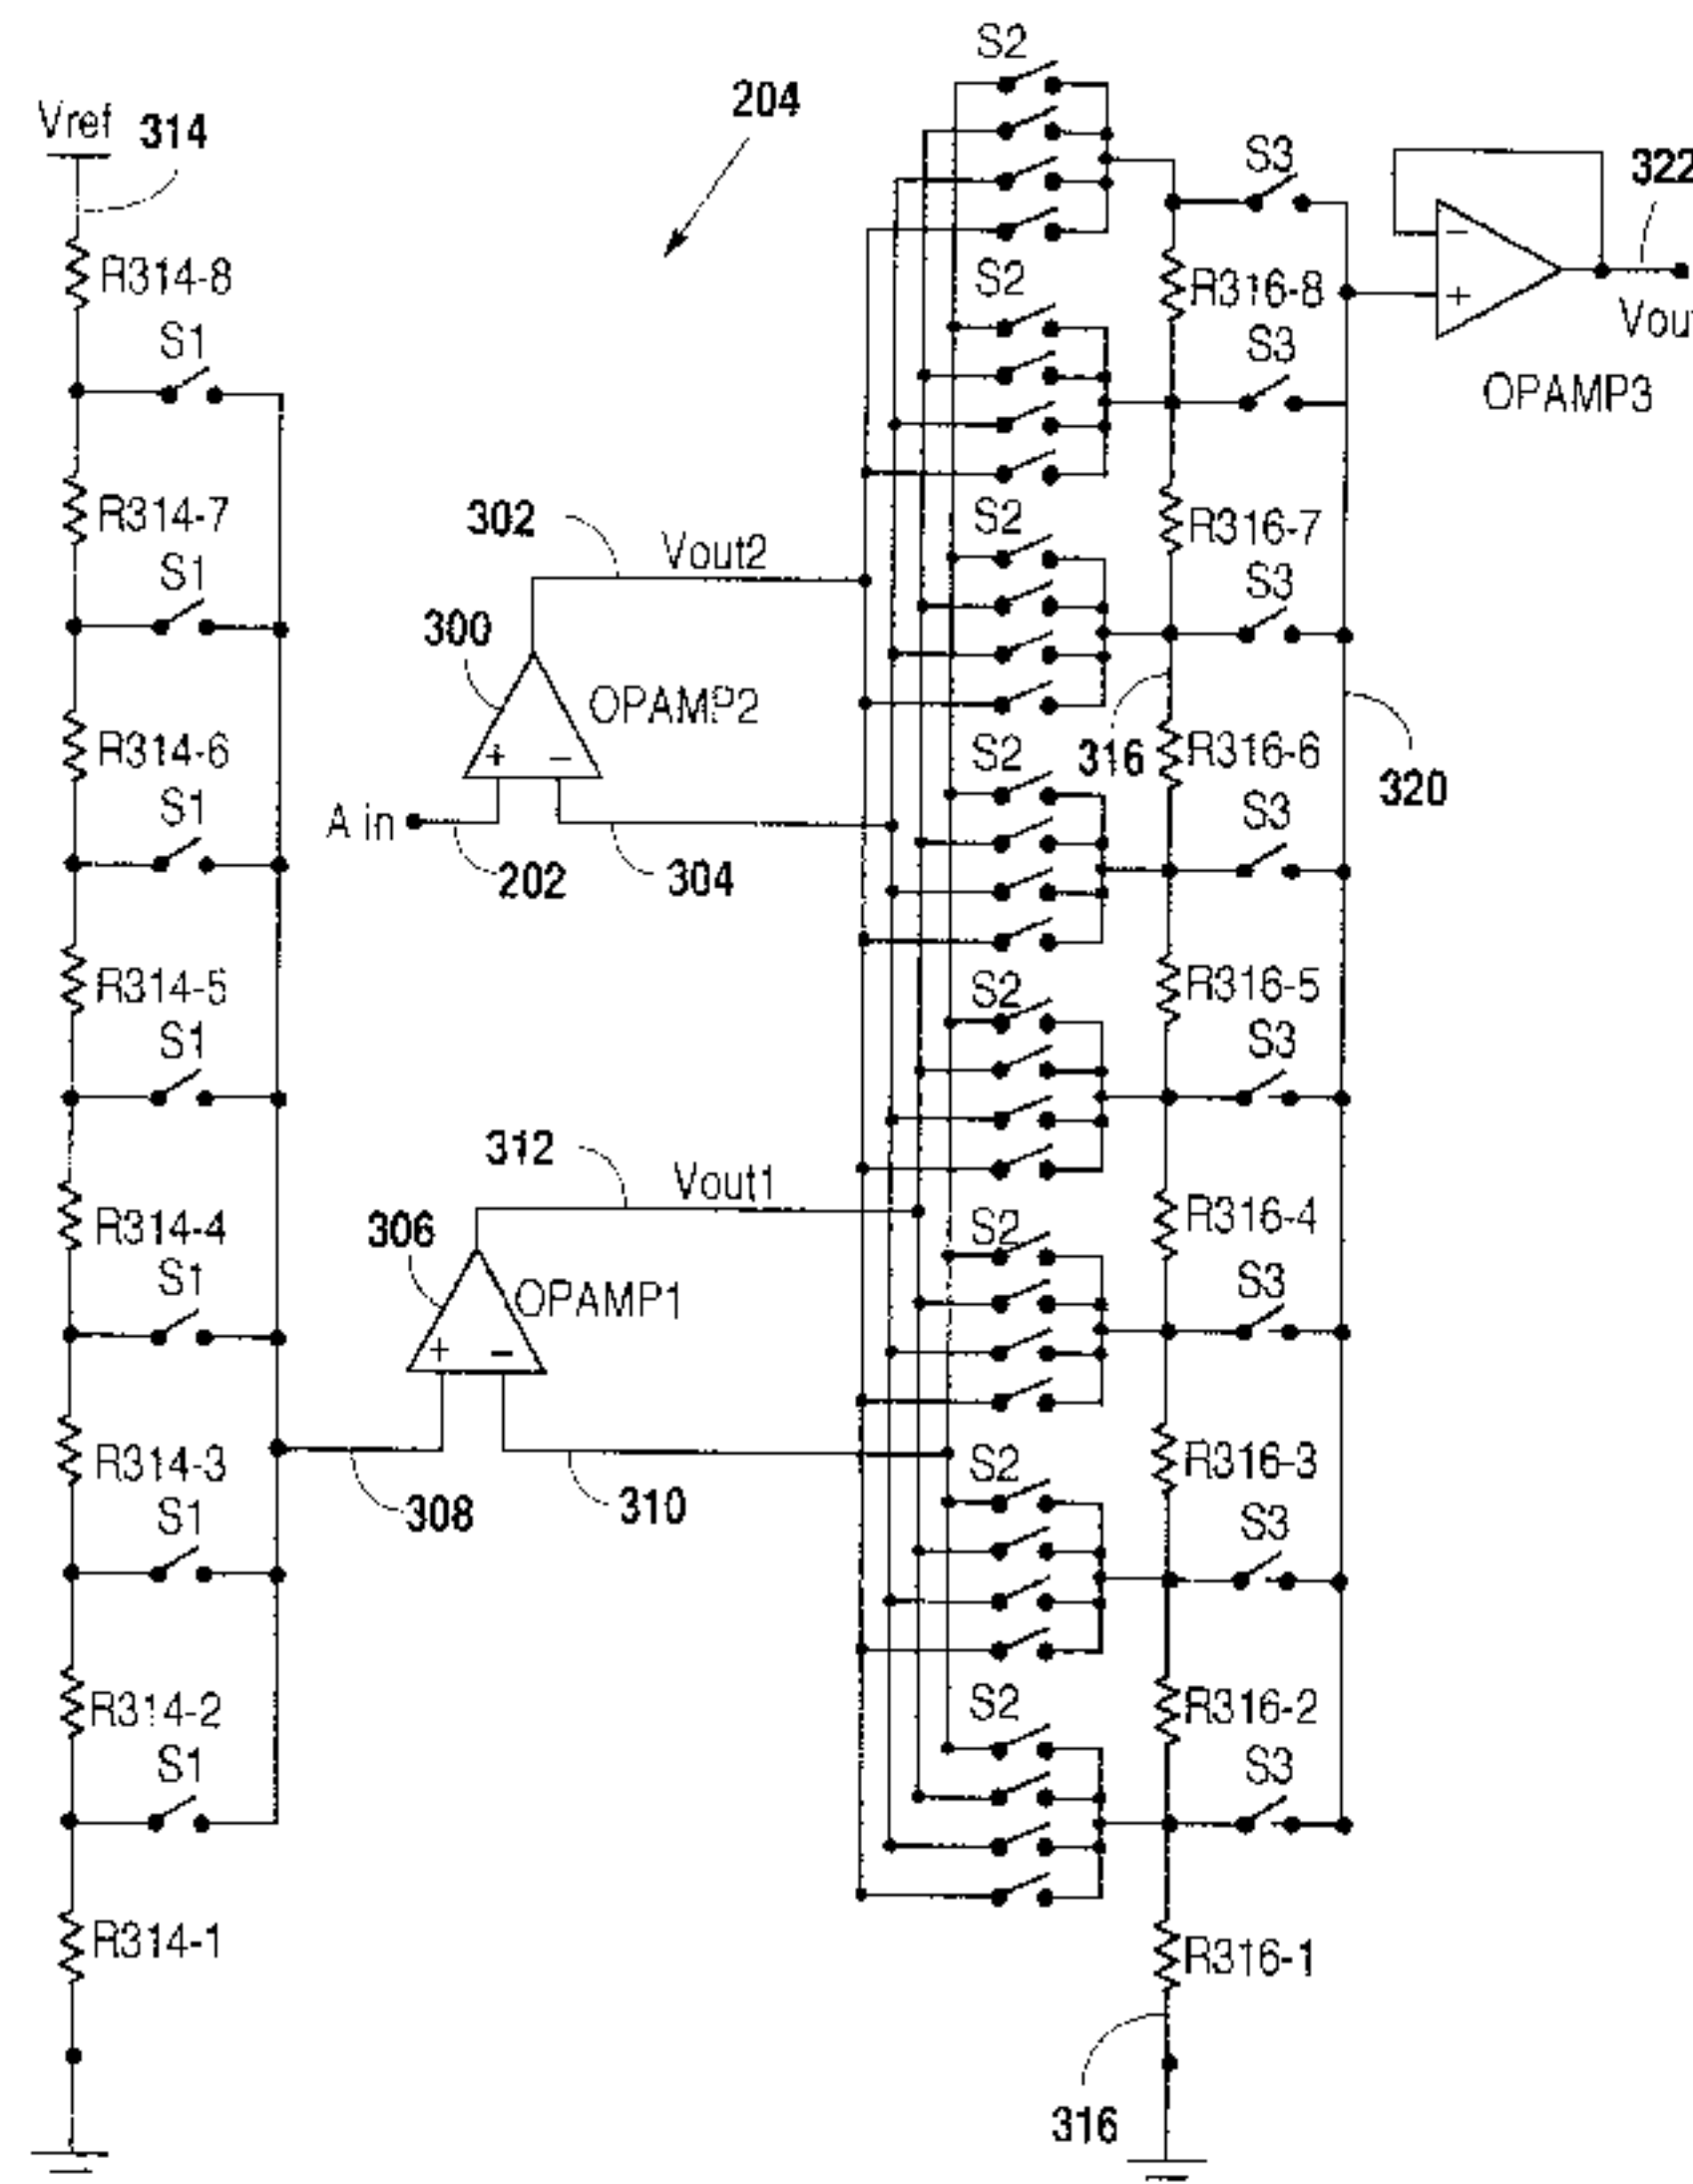 S2
204
Vref 314
S3
322
R314-8
S2
R316-8
S1
S3
Vou
OPAMP3
R314-7
302
S2
R316-7
Vout2
S1
S3
300
OPAMP2
R314-6
S2
316
R316-6
320
S1
S3
A in
202
304
R314-5
S2
R316-5
S1
S3
312
Vout1
R314-4
306
S2
R316-4
S1
OPAMP1
S3
R314-3
S2
R316-3
308
310
S1
S3
R314-2
S2
R316-2
S1
S3
R314-1
R316-1
316
+
−
+
−
−
+